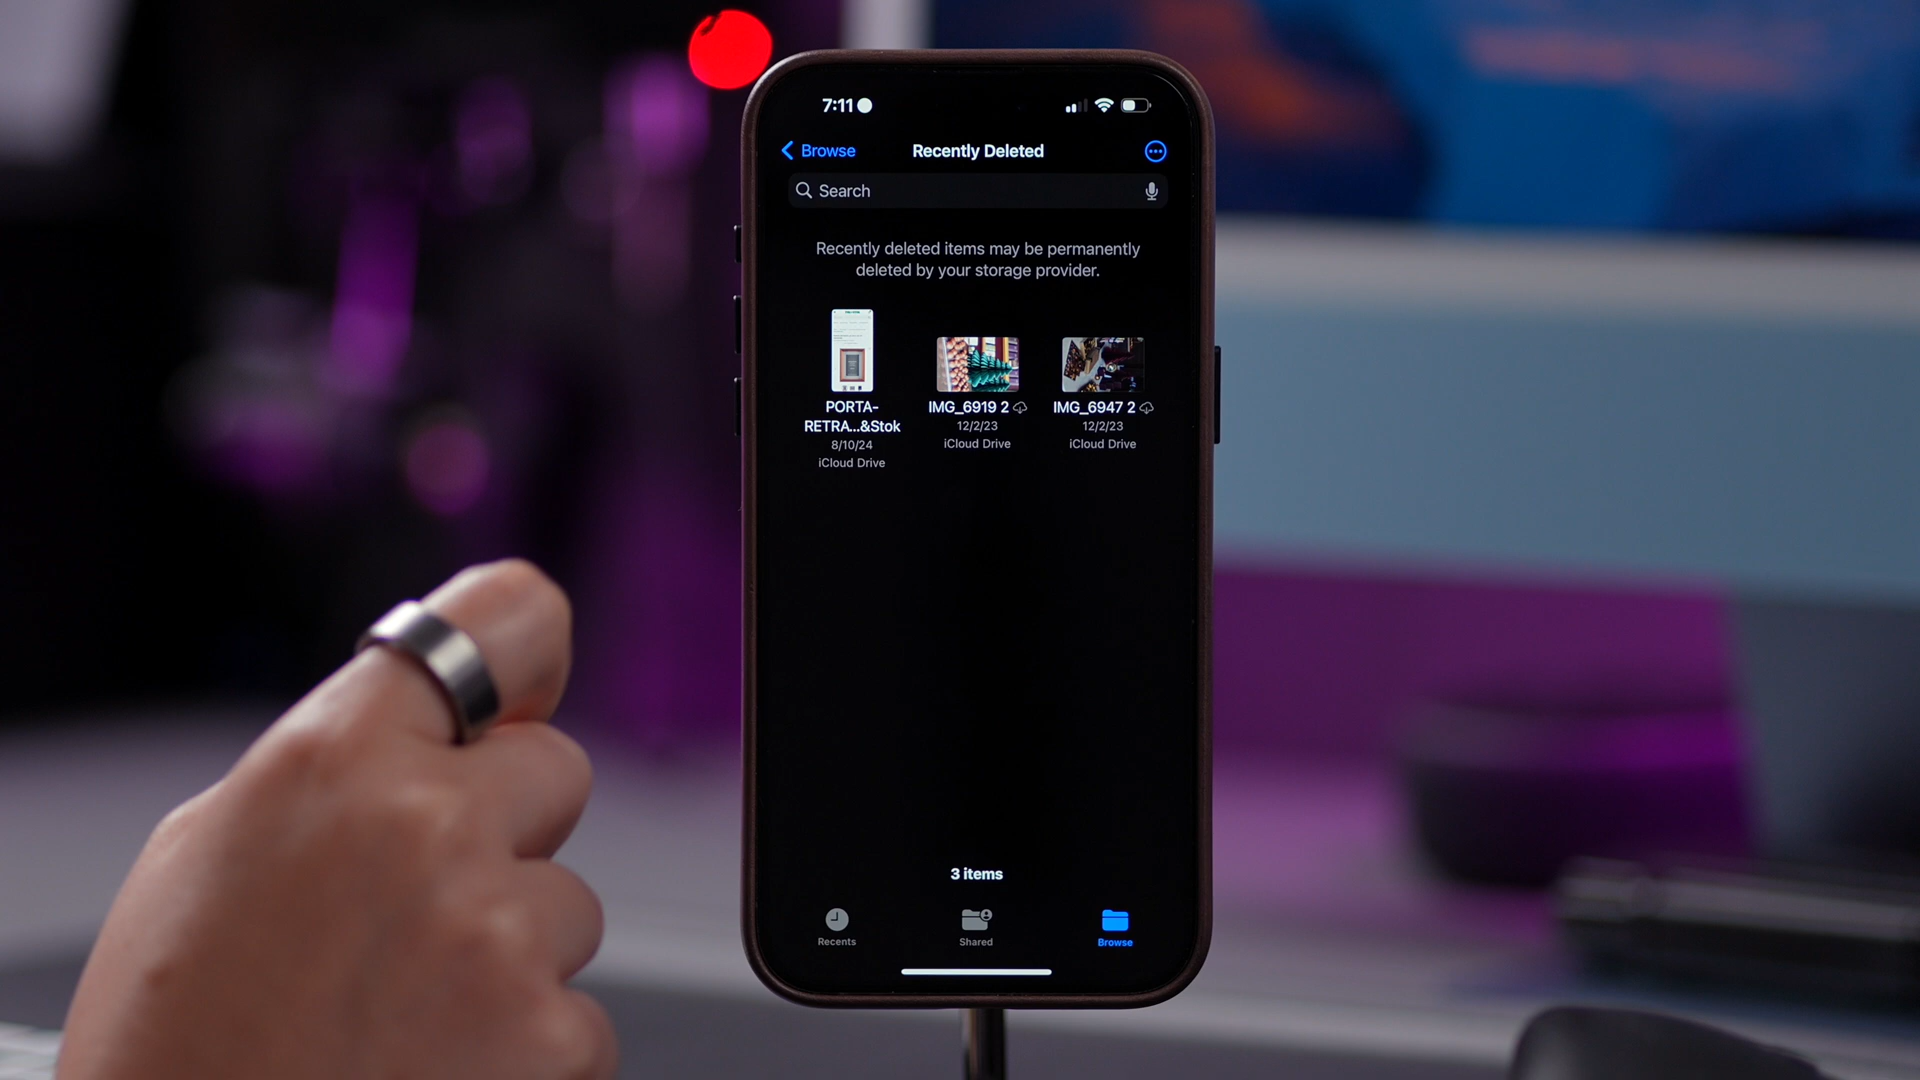 7:11
Browse
Recently Deleted
Search
Recently deleted items may be permanently
deleted by your storage provider.
PORTA-
RETRA...&Stok
8/10/24
iCloud Drive
IMG_6919 2
12/2/23
iCloud Drive
IMG_6947 2
12/2/23
iCloud Drive
3 items
Recents
Shared
Browse